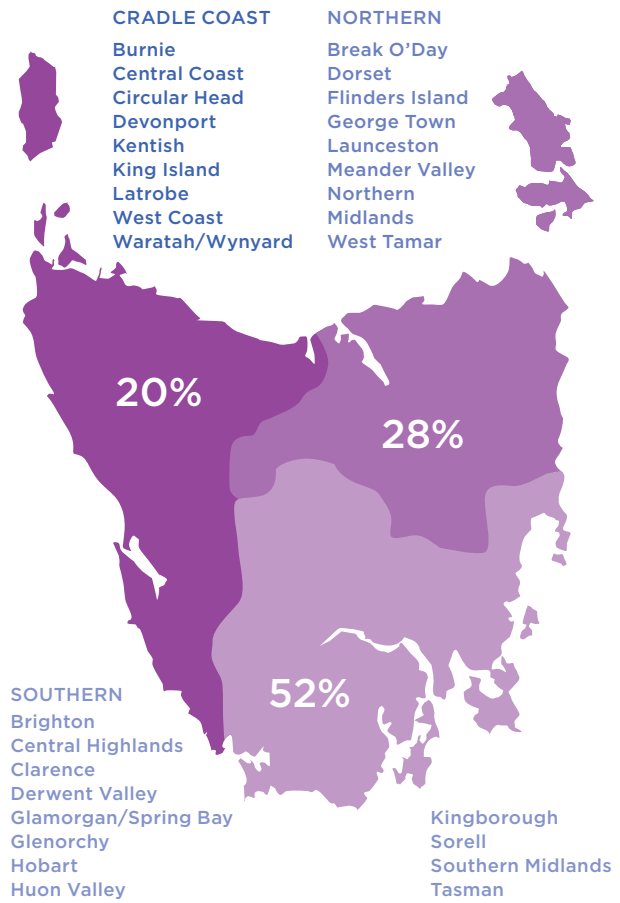 CRADLE COAST
Burnie
Central Coast
Circular Head
Devonport
Kentish
King Island
Latrobe
West Coast
Waratah/Wynyard
NORTHERN
Break O’Day
Dorset
Flinders Island
George Town
Launceston
Meander Valley
Northern
Midlands
West Tamar
20%
28%
52%
SOUTHERN
Brighton
Central Highlands
Clarence
Derwent Valley
Glamorgan/Spring Bay
Glenorchy
Hobart
Huon Valley
Kingborough
Sorell
Southern Midlands
Tasman